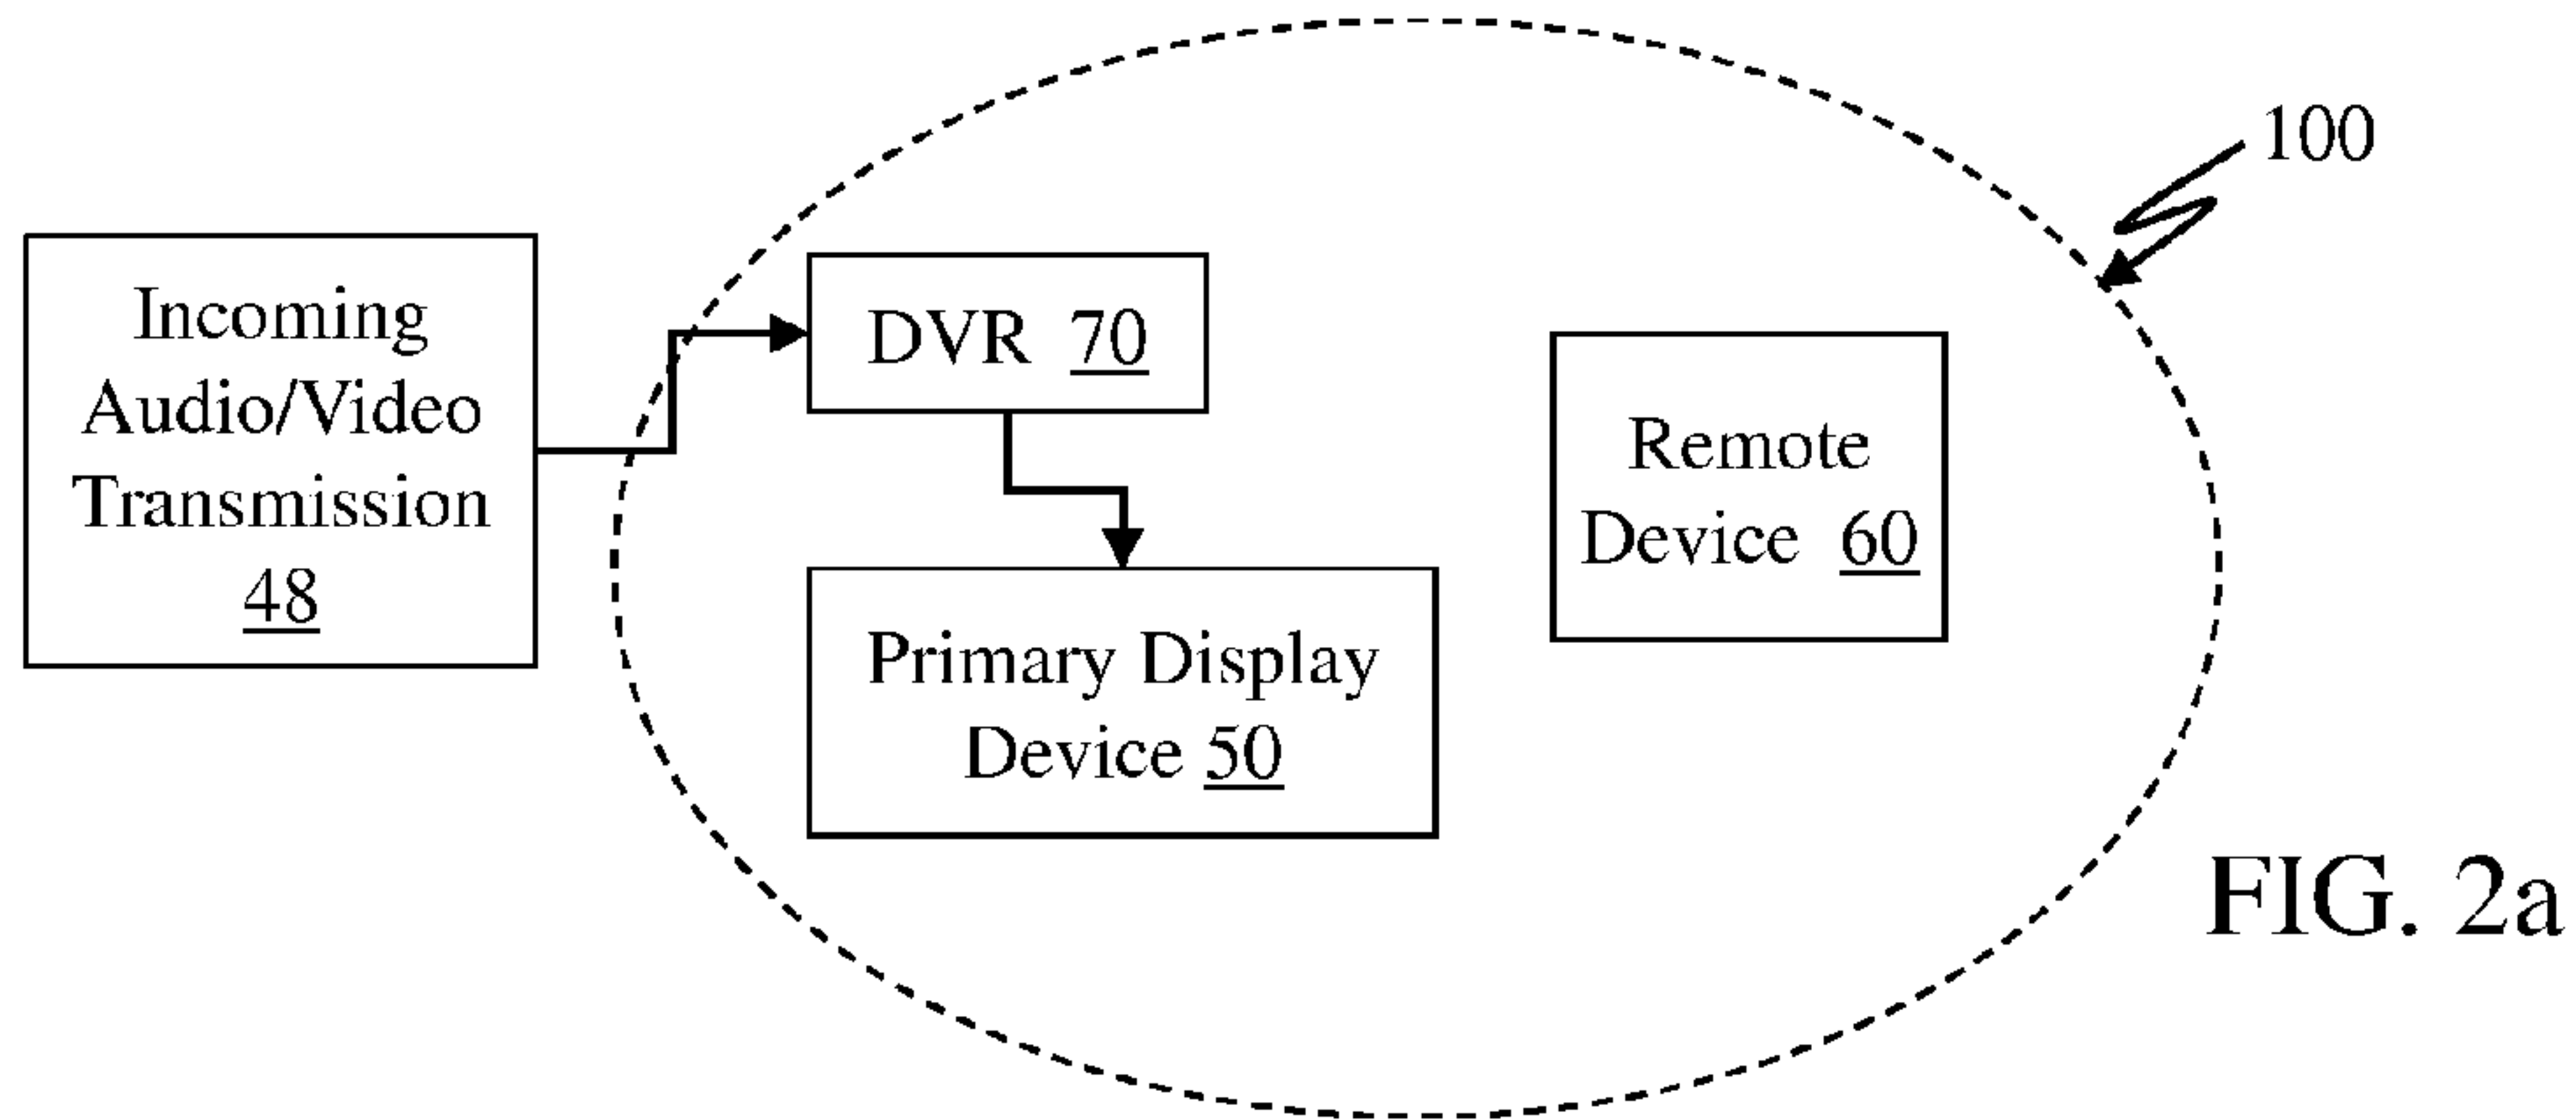 100
Incoming
Audio/Video
Transmission
48
DVR 70
Remote
Device 60
Primary Display
Device 50
FIG. 2a